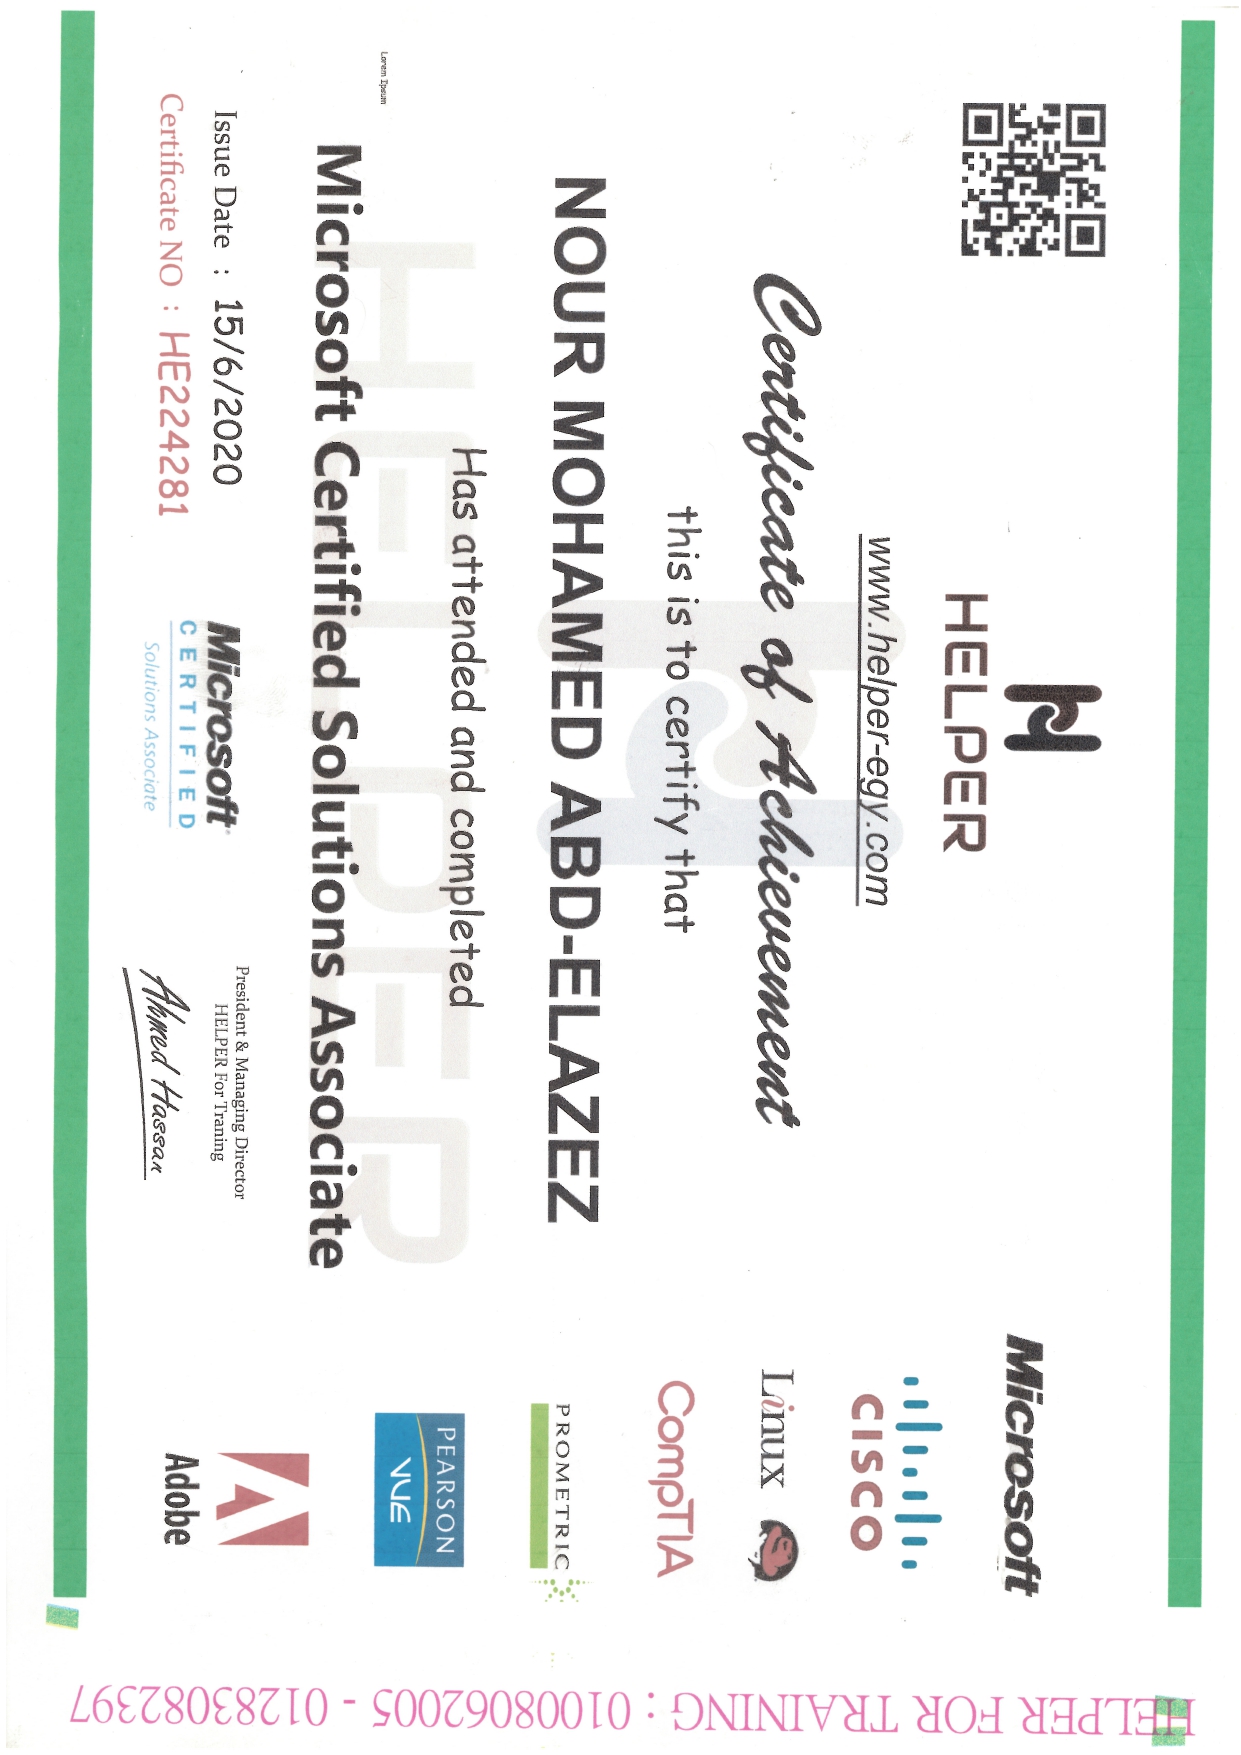 HELPER
www.helper-egy.com
Certificate of Achievement
this is to certify that
NOUR MOHAMED ABD-ELAZEZ
Has attended and completed
HELPER
Microsoft Certified Solutions Associate
Lorem Ipsum
Issue Date : 15/6/2020
Certificate NO : HE224281
Microsoft
CERTIFIED
Solutions Associate
President & Managing Director
HELPER For Traning
Ahmed Hassan
Microsoft
CISCO
Linux
CompTIA
PROMETRIC
PEARSON
VUE
Adobe
HELPER FOR TRAINING : 01008062005 - 01283082397